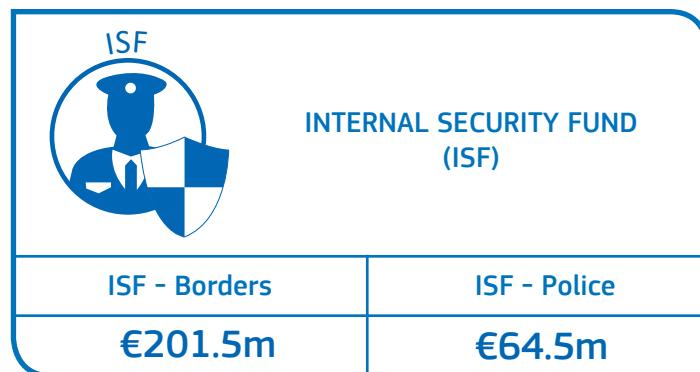 ISF
INTERNAL SECURITY FUND
(ISF)
ISF - Borders
ISF - Police
€201.5m
€64.5m